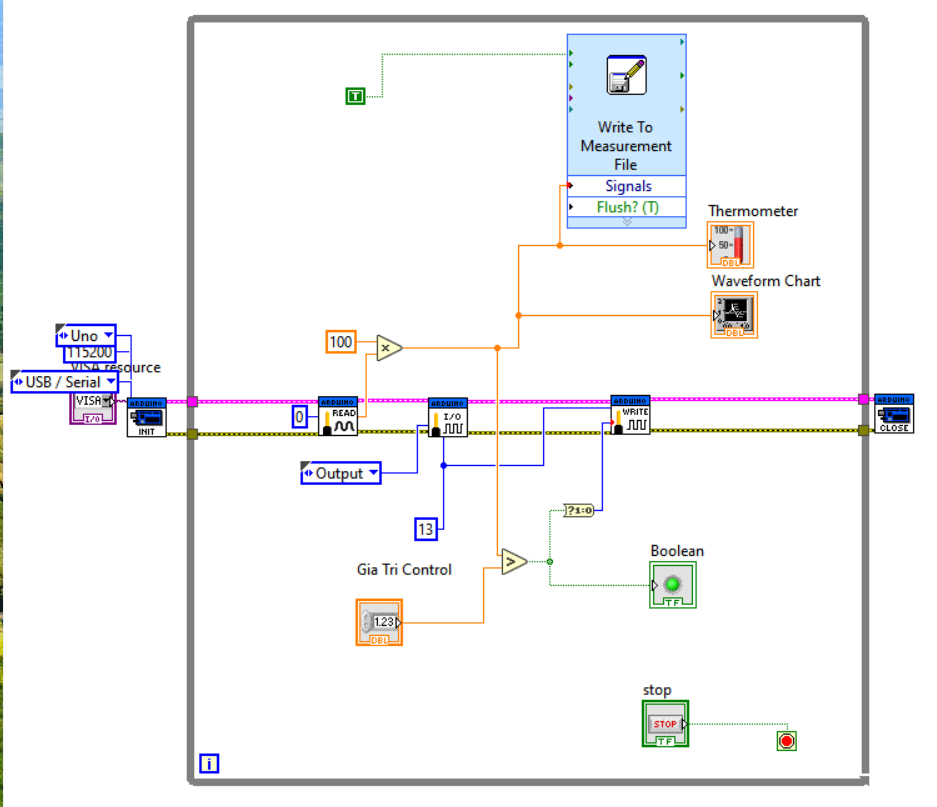 T
Write To
Measurement
File
Signals
Flush? (T)
Thermometer
100
50
DBL
Waveform Chart
DBL
Uno
115200
VISA resource
USB / Serial
VISA
I/O
ARDUINO
INIT
100
x
0
ARDUINO
READ
ARDUINO
I/O
ARDUINO
WRITE
ARDUINO
CLOSE
Output
13
?1:0
>
Gia Tri Control
1.23
DBL
Boolean
TF
stop
STOP
TF
i